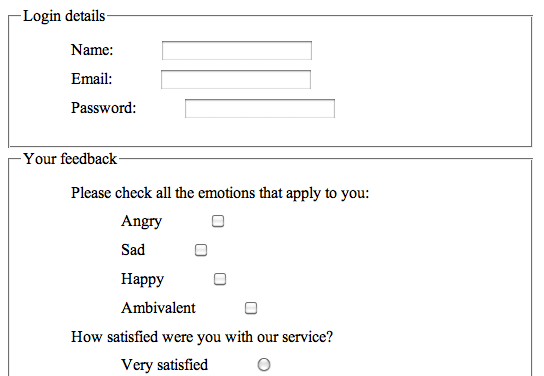 Login details
Name:
Email:
Password:
Your feedback
Please check all the emotions that apply to you:
Angry
Sad
Happy
Ambivalent
How satisfied were you with our service?
Very satisfied